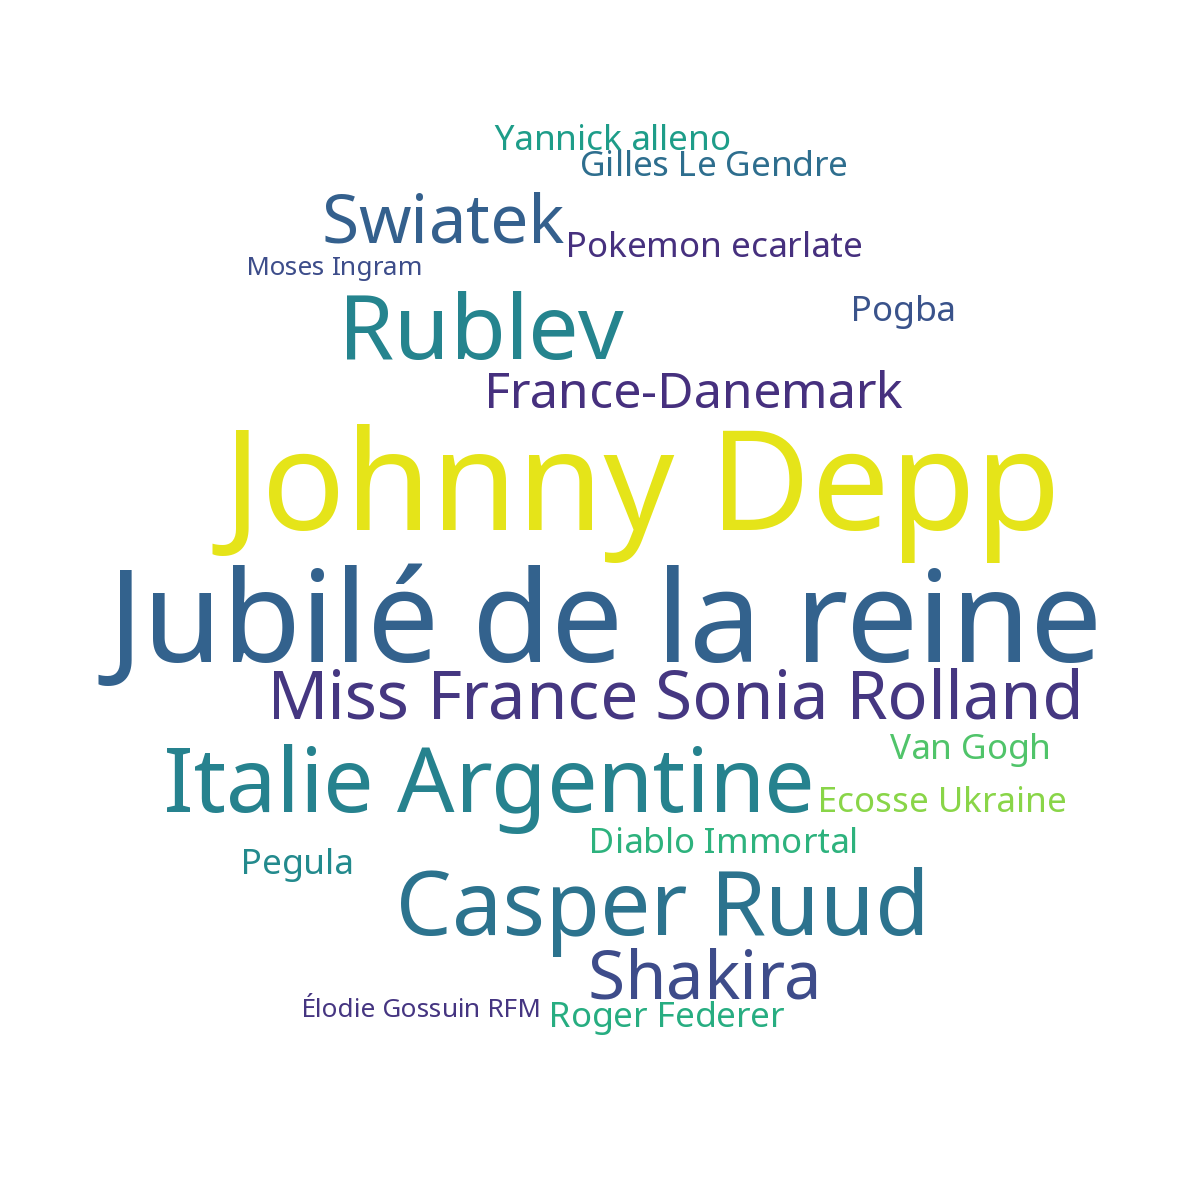 Yannick alleno
Gilles Le Gendre
Swiatek
Pokemon ecarlate
Moses Ingram
Rublev
Pogba
France-Danemark
Johnny Depp
Jubilé de la reine
Miss France Sonia Rolland
Van Gogh
Italie Argentine
Ecosse Ukraine
Diablo Immortal
Pegula
Casper Ruud
Shakira
Élodie Gossuin RFM
Roger Federer